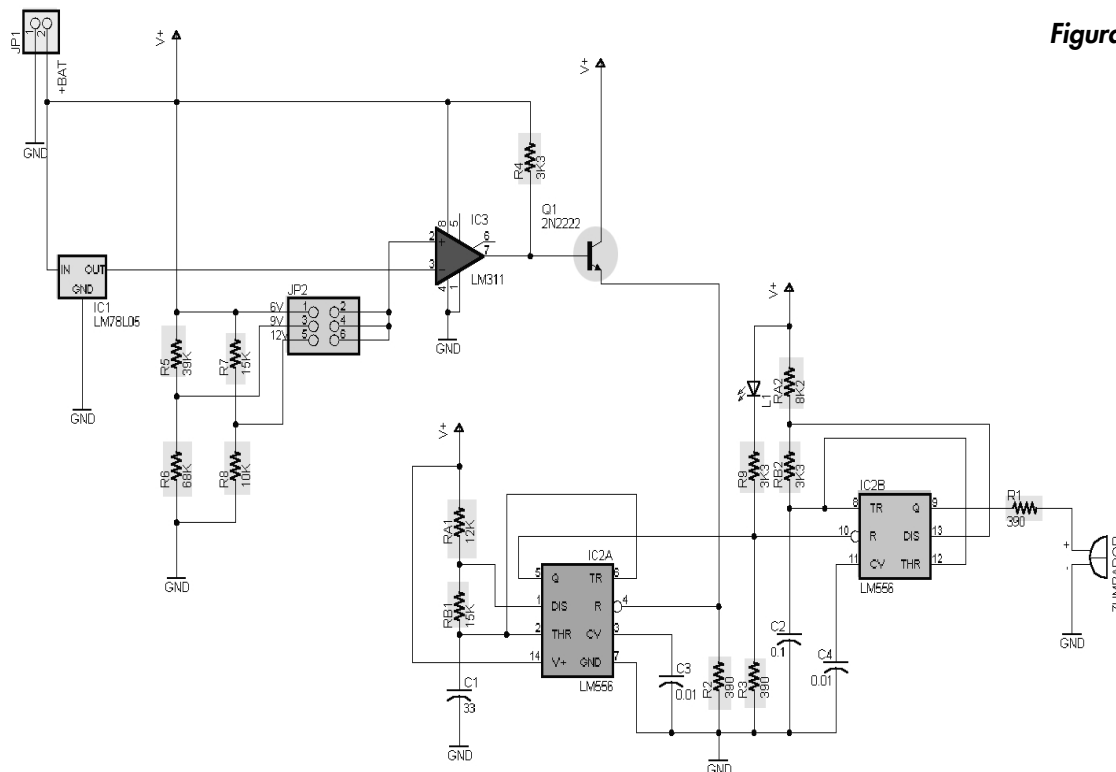 Figura
JP1
1
2
+BAT
GND
V+
V+
R4
3K3
Q1
2N2222
IC3
8
5
2
+
3
-
6
7
4
1
LM311
GND
IN
OUT
GND
IC1
LM78L05
GND
JP2
6V
1
2
9V
3
4
12V
5
6
R5
39K
R7
15K
R6
68K
R8
10K
GND
V+
L1
RA2
8K2
R9
3K3
RB2
3K3
V+
RA1
12K
RB1
15K
C1
33
GND
IC2A
5
Q
TR
6
1
DIS
R
4
2
THR
CV
3
14
V+
GND
7
LM556
C3
0.01
R2
390
R3
390
GND
C2
0.1
C4
0.01
IC2B
8
TR
Q
9
10
R
DIS
13
11
CV
THR
12
LM556
R1
390
+
-
GND
ZUMBADOR